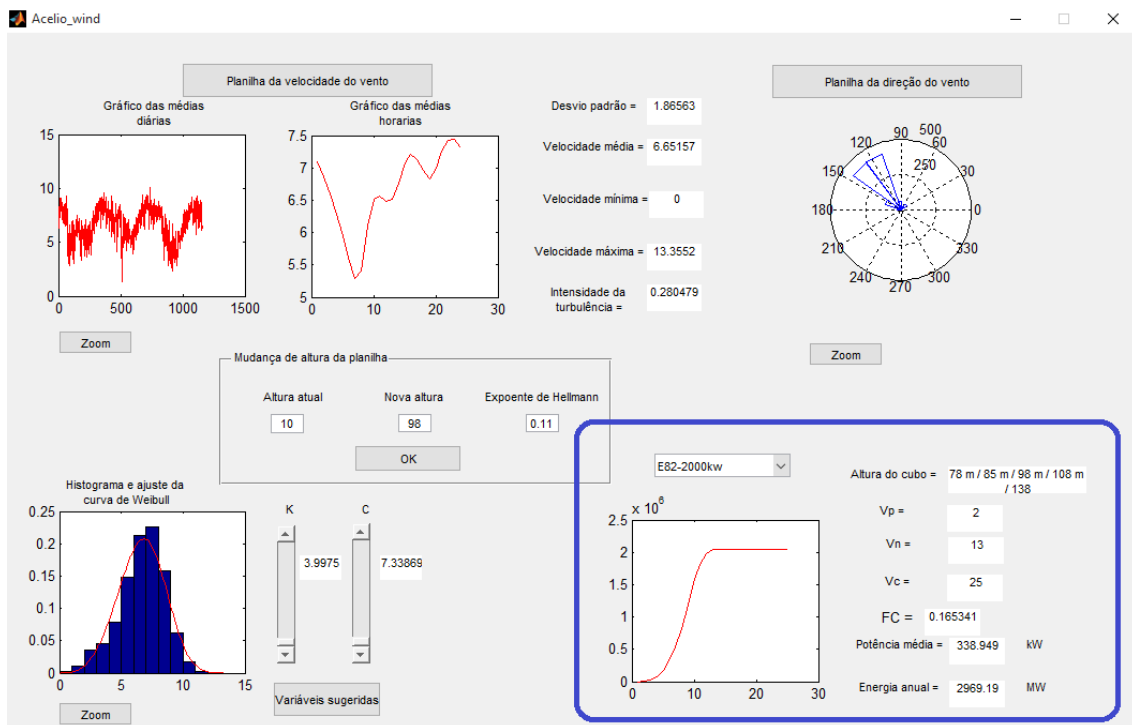 Acelio_wind
Planilha da velocidade do vento
Planilha da direção do vento
Gráfico das médias
diárias
15
10
5
0
0
500
1000
1500
Zoom
Gráfico das médias
horarias
7.5
7
6.5
6
5.5
5
0
10
20
30
Desvio padrão = 1.86563
Velocidade média = 6.65157
Velocidade mínima = 0
Velocidade máxima = 13.3552
Intensidade da
turbulência =
0.280479
90
500
120
60
250
150
30
180
0
210
330
240
300
270
Zoom
Mudança de altura da planilha
Altura atual
Nova altura
Expoente de Hellmann
10
98
0.11
OK
Histograma e ajuste da
curva de Weibull
0.25
0.2
0.15
0.1
0.05
0
0
5
10
15
Zoom
K
C
3.9975
7.33869
Variáveis sugeridas
E82-2000kw
x 10⁶
2.5
2
1.5
1
0.5
0
0
10
20
30
Altura do cubo = 78 m / 85 m / 98 m / 108 m
/ 138
Vp = 2
Vn = 13
Vc = 25
FC = 0.165341
Potência média = 338.949 kW
Energia anual = 2969.19 MW